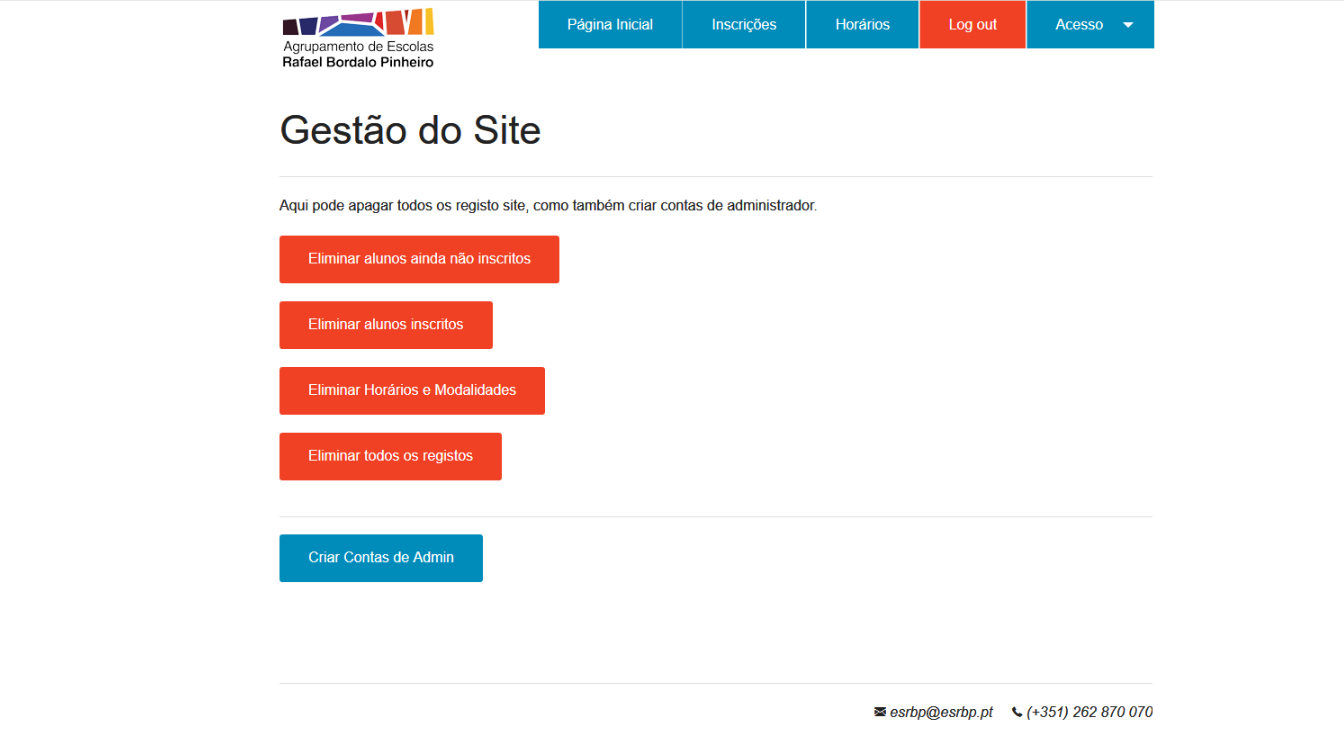 Agrupamento de Escolas
Rafael Bordalo Pinheiro
Página Inicial
Inscrições
Horários
Log out
Acesso
Gestão do Site
Aqui pode apagar todos os registo site, como também criar contas de administrador.
Eliminar alunos ainda não inscritos
Eliminar alunos inscritos
Eliminar Horários e Modalidades
Eliminar todos os registos
Criar Contas de Admin
esrbp@esrbp.pt (+351) 262 870 070